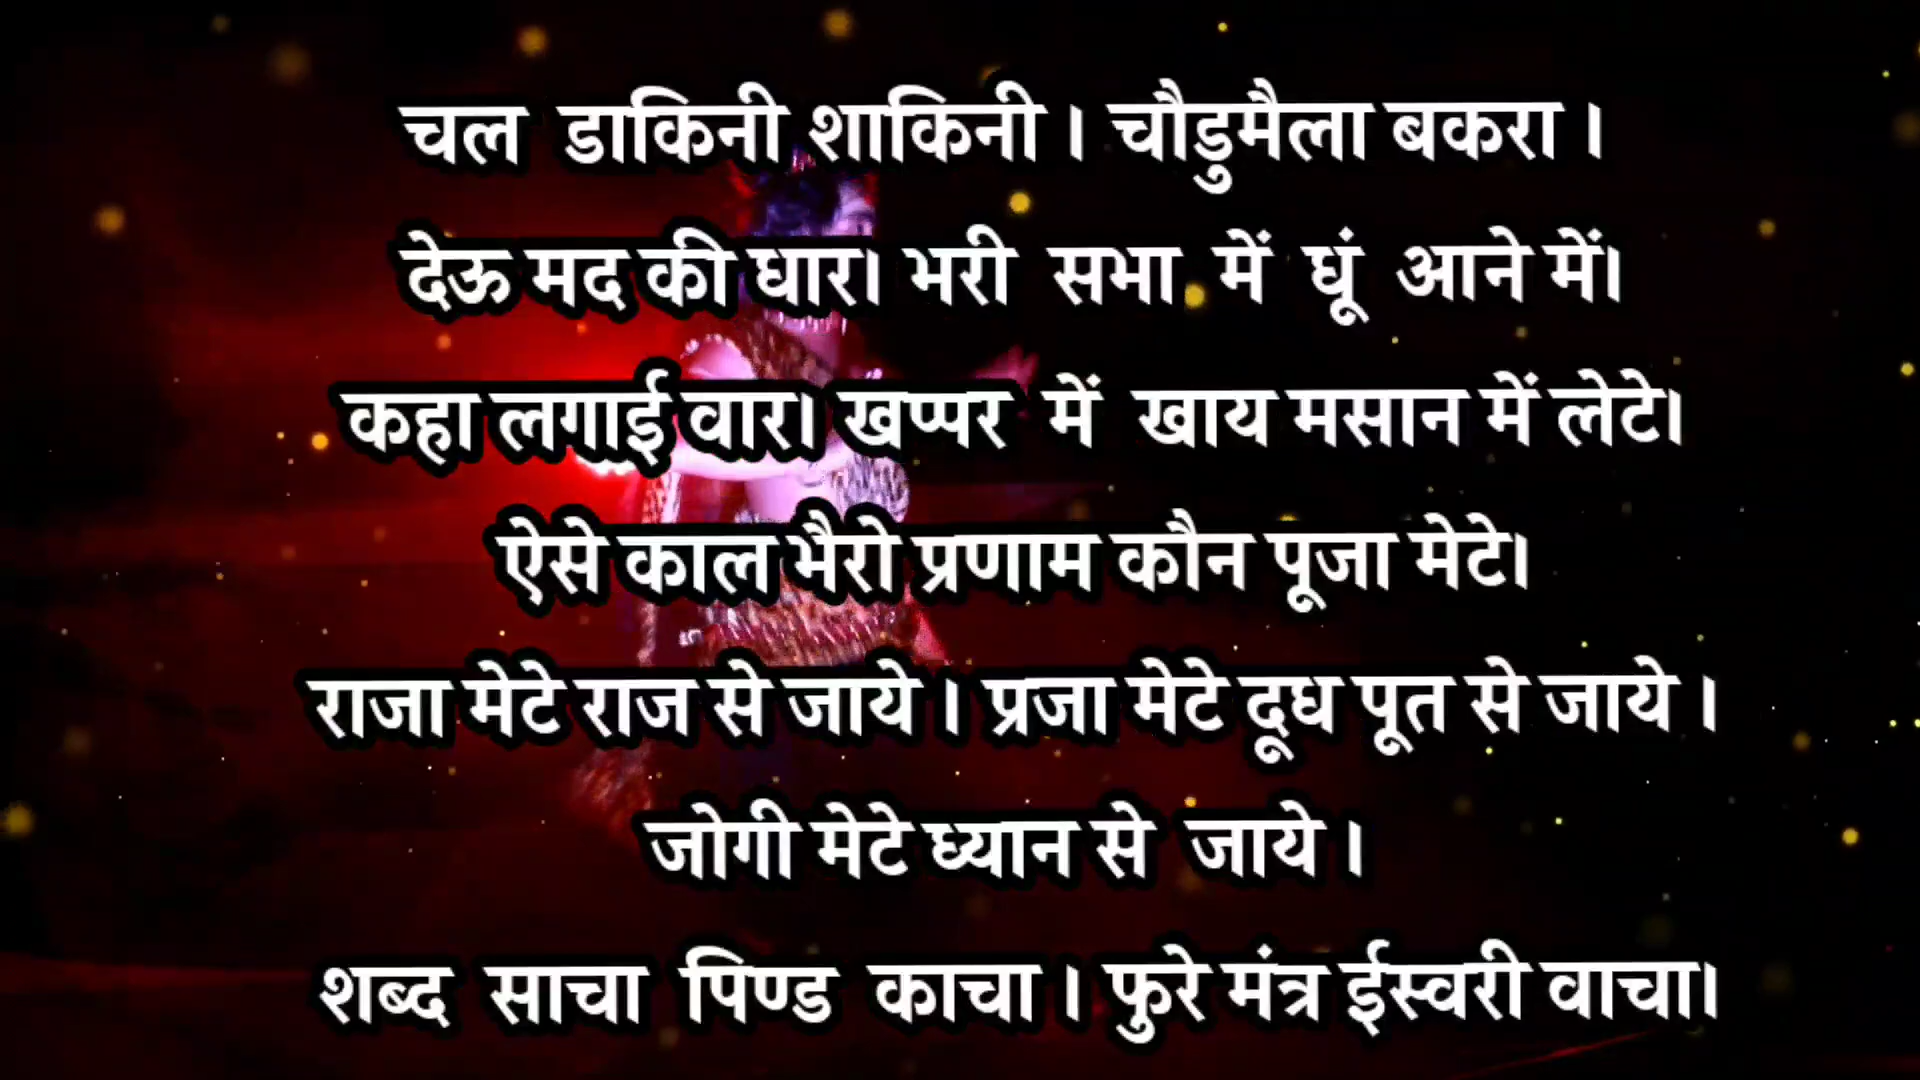 चल डाकिनी शाकिनी । चौडुमैला बकरा ।
देऊ मद की धार। भरी सभा में धूं आने में।
कहा लगाई वार। खप्पर में खाय मसान में लेटे।
ऐसे काल भैरो प्रणाम कौन पूजा मेटे।
राजा मेटे राज से जाये । प्रजा मेटे दूध पूत से जाये ।
जोगी मेटे ध्यान से जाये ।
शब्द साचा पिण्ड काचा । फुरे मंत्र ईस्वरी वाचा।